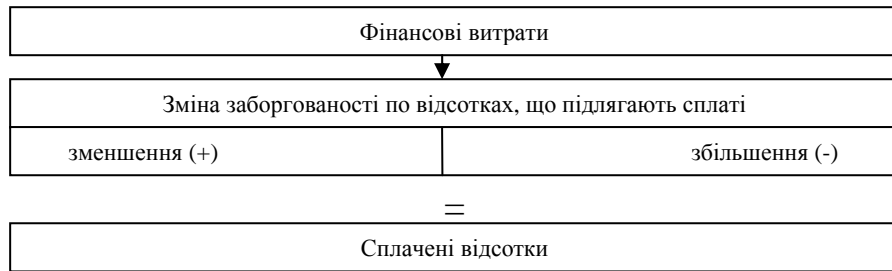 Фінансові витрати
Зміна заборгованості по відсотках, що підлягають сплаті
зменшення (+) збільшення (-)
=
Сплачені відсотки